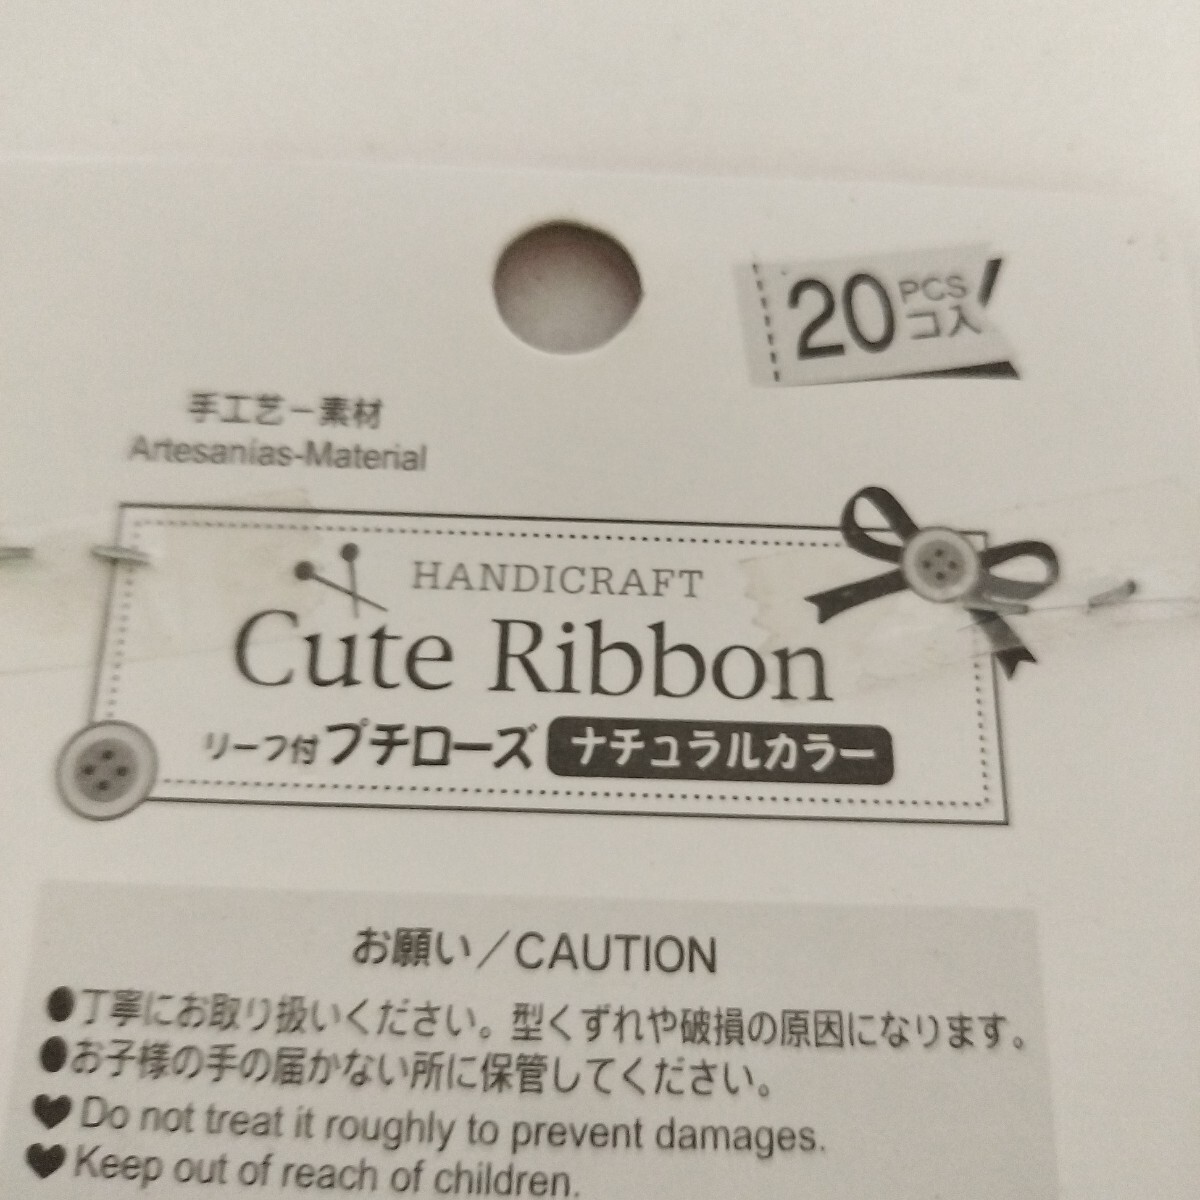 20 PCS コ入
手工艺ー素材
Artesanías-Material
HANDICRAFT
Cute Ribbon
リーフ付プチローズ ナチュラルカラー
お願い／CAUTION
●丁寧にお取り扱いください。型くずれや破損の原因になります。
●お子様の手の届かない所に保管してください。
♥Do not treat it roughly to prevent damages.
♥Keep out of reach of children.